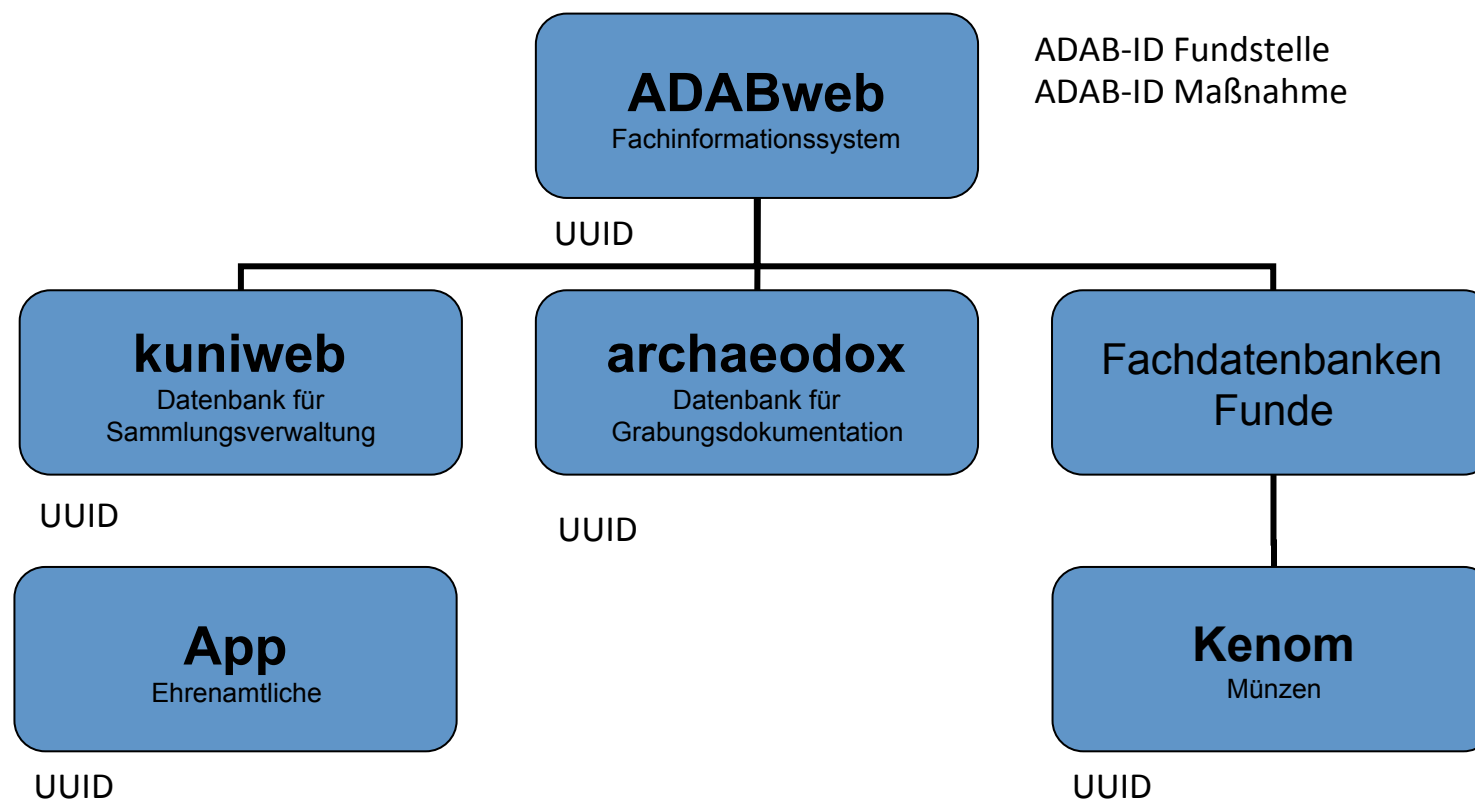 ADABweb
Fachinformationssystem
ADAB-ID Fundstelle
ADAB-ID Maßnahme
UUID
kuniweb
Datenbank für
Sammlungsverwaltung
archaeodox
Datenbank für
Grabungsdokumentation
Fachdatenbanken
Funde
UUID
UUID
App
Ehrenamtliche
Kenom
Münzen
UUID
UUID